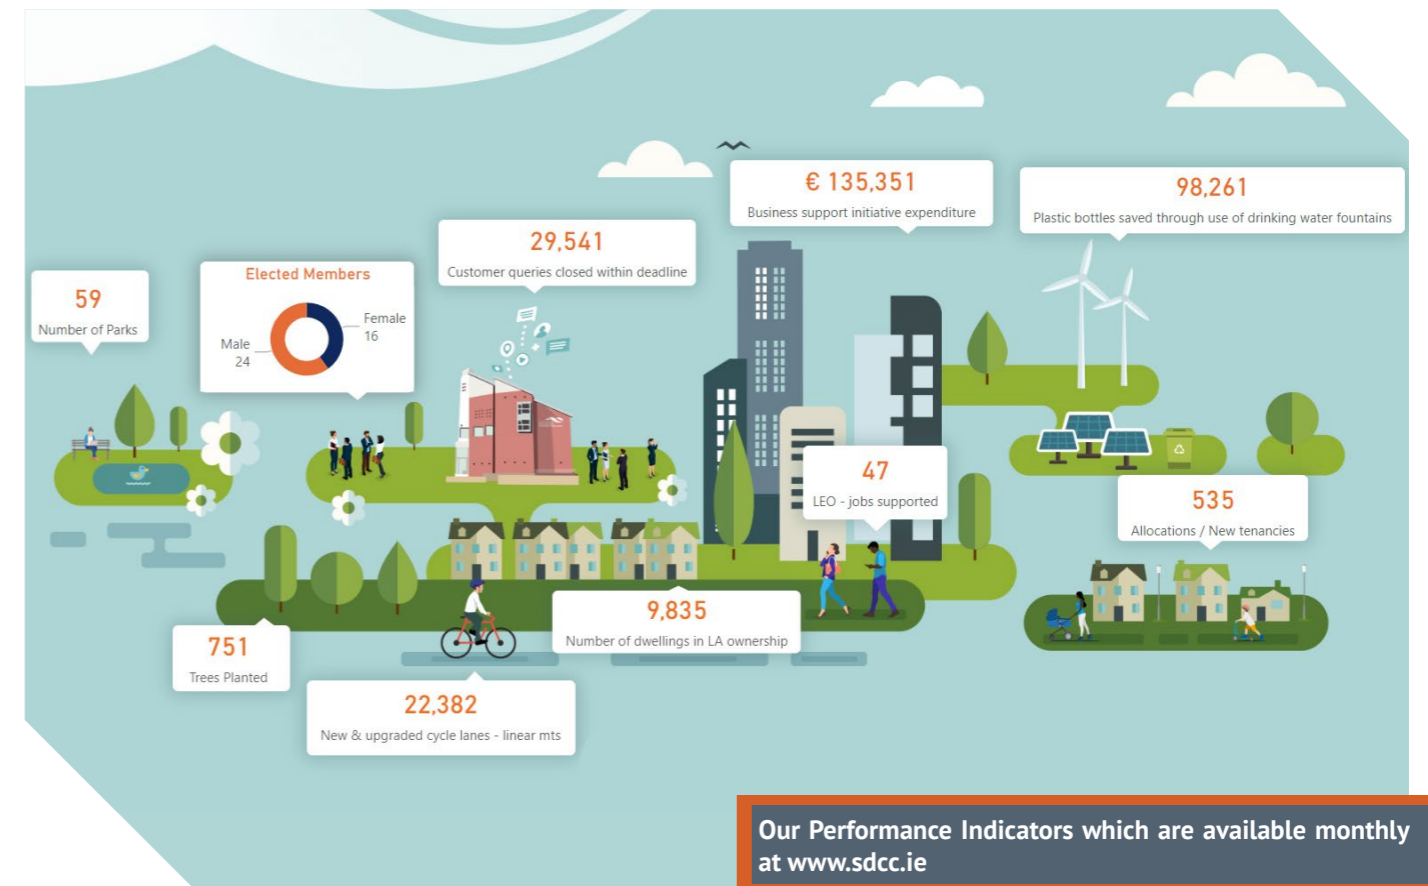 € 135,351
Business support initiative expenditure
98,261
Plastic bottles saved through use of drinking water fountains
29,541
Customer queries closed within deadline
Elected Members
Female
16
Male
24
59
Number of Parks
47
LEO - jobs supported
535
Allocations / New tenancies
9,835
Number of dwellings in LA ownership
751
Trees Planted
22,382
New & upgraded cycle lanes - linear mts
Our Performance Indicators which are available monthly
at www.sdcc.ie